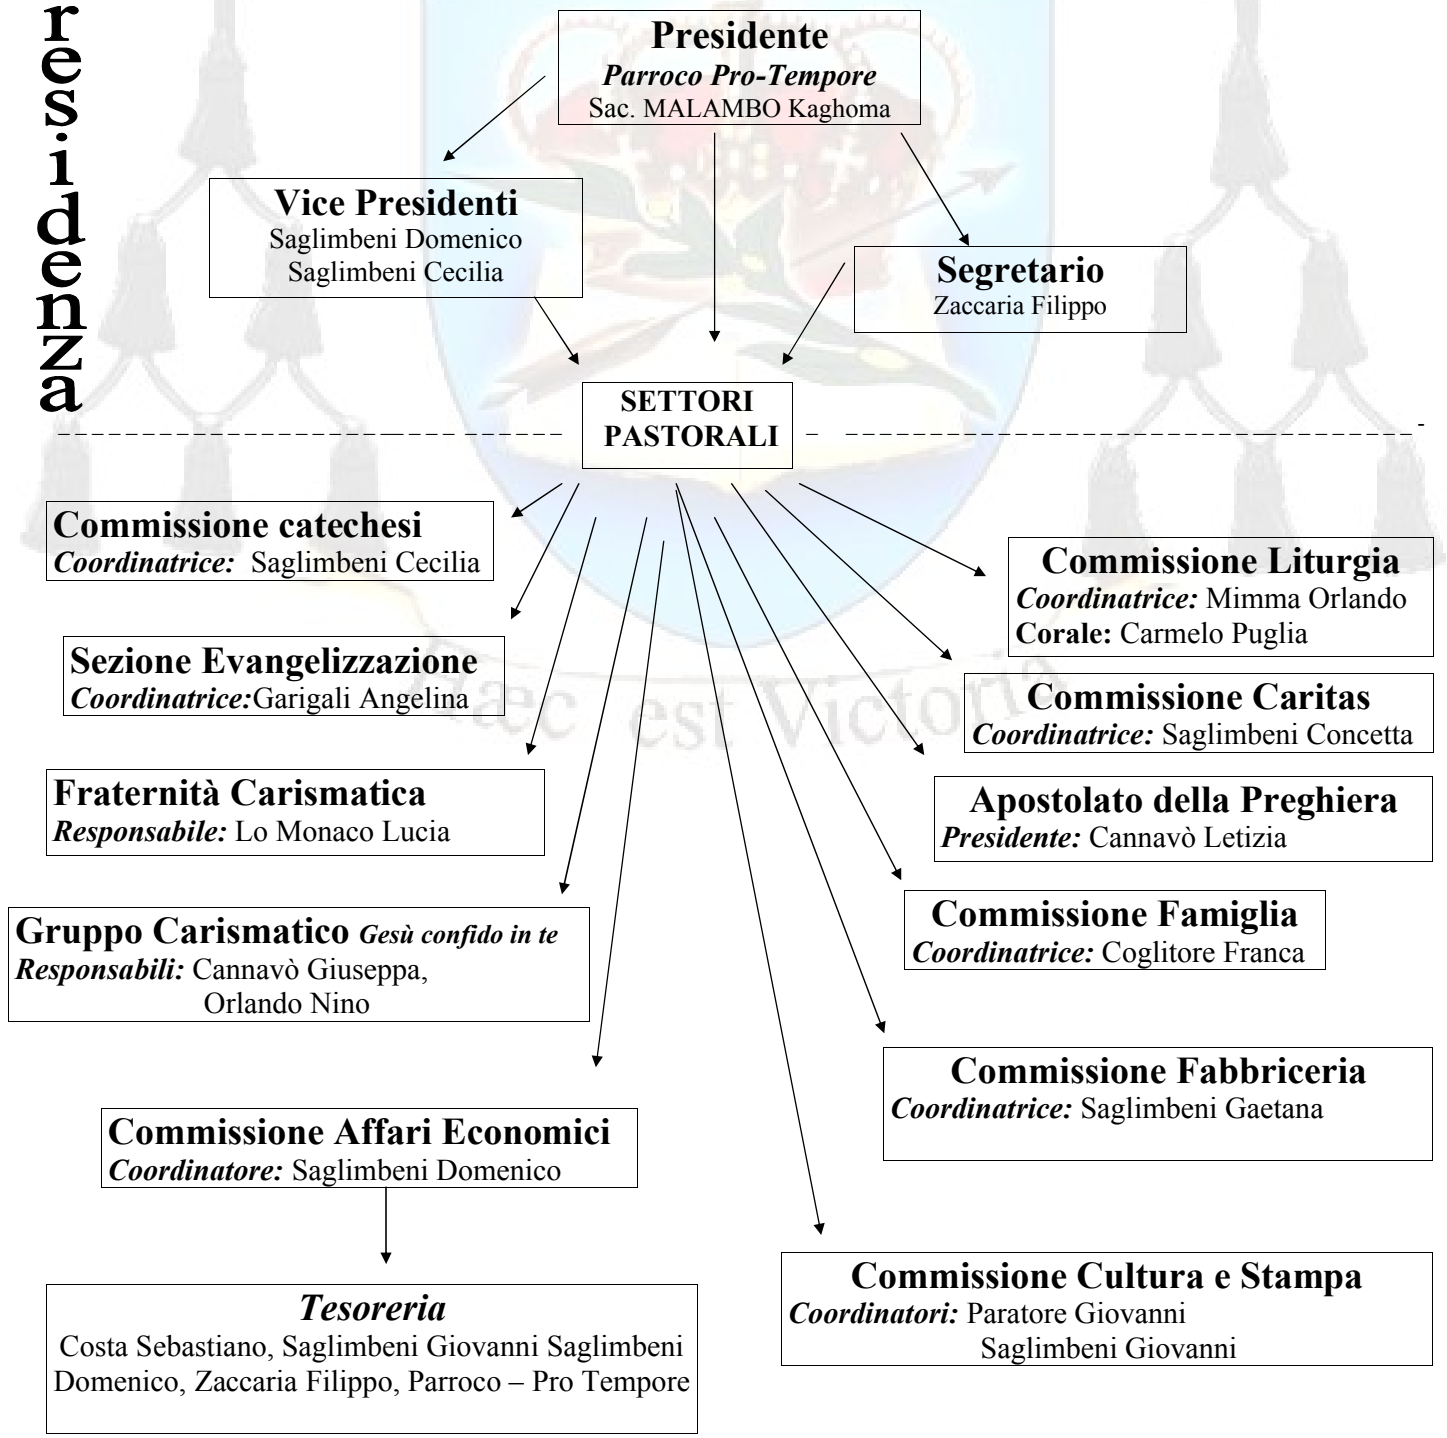 residenza
Presidente
Parroco Pro-Tempore
Sac. MALAMBO Kaghoma
Vice Presidenti
Saglimbeni Domenico
Saglimbeni Cecilia
Segretario
Zaccaria Filippo
SETTORI
PASTORALI
Commissione catechesi
Coordinatrice: Saglimbeni Cecilia
Commissione Liturgia
Coordinatrice: Mimma Orlando
Corale: Carmelo Puglia
Sezione Evangelizzazione
Coordinatrice:Garigali Angelina
Hæc est Victoria
Commissione Caritas
Coordinatrice: Saglimbeni Concetta
Fraternità Carismatica
Responsabile: Lo Monaco Lucia
Apostolato della Preghiera
Presidente: Cannavò Letizia
Gruppo Carismatico Gesù confido in te
Responsabili: Cannavò Giuseppa,
Orlando Nino
Commissione Famiglia
Coordinatrice: Coglitore Franca
Commissione Fabbriceria
Coordinatrice: Saglimbeni Gaetana
Commissione Affari Economici
Coordinatore: Saglimbeni Domenico
Commissione Cultura e Stampa
Coordinatori: Paratore Giovanni
Saglimbeni Giovanni
Tesoreria
Costa Sebastiano, Saglimbeni Giovanni Saglimbeni
Domenico, Zaccaria Filippo, Parroco – Pro Tempore